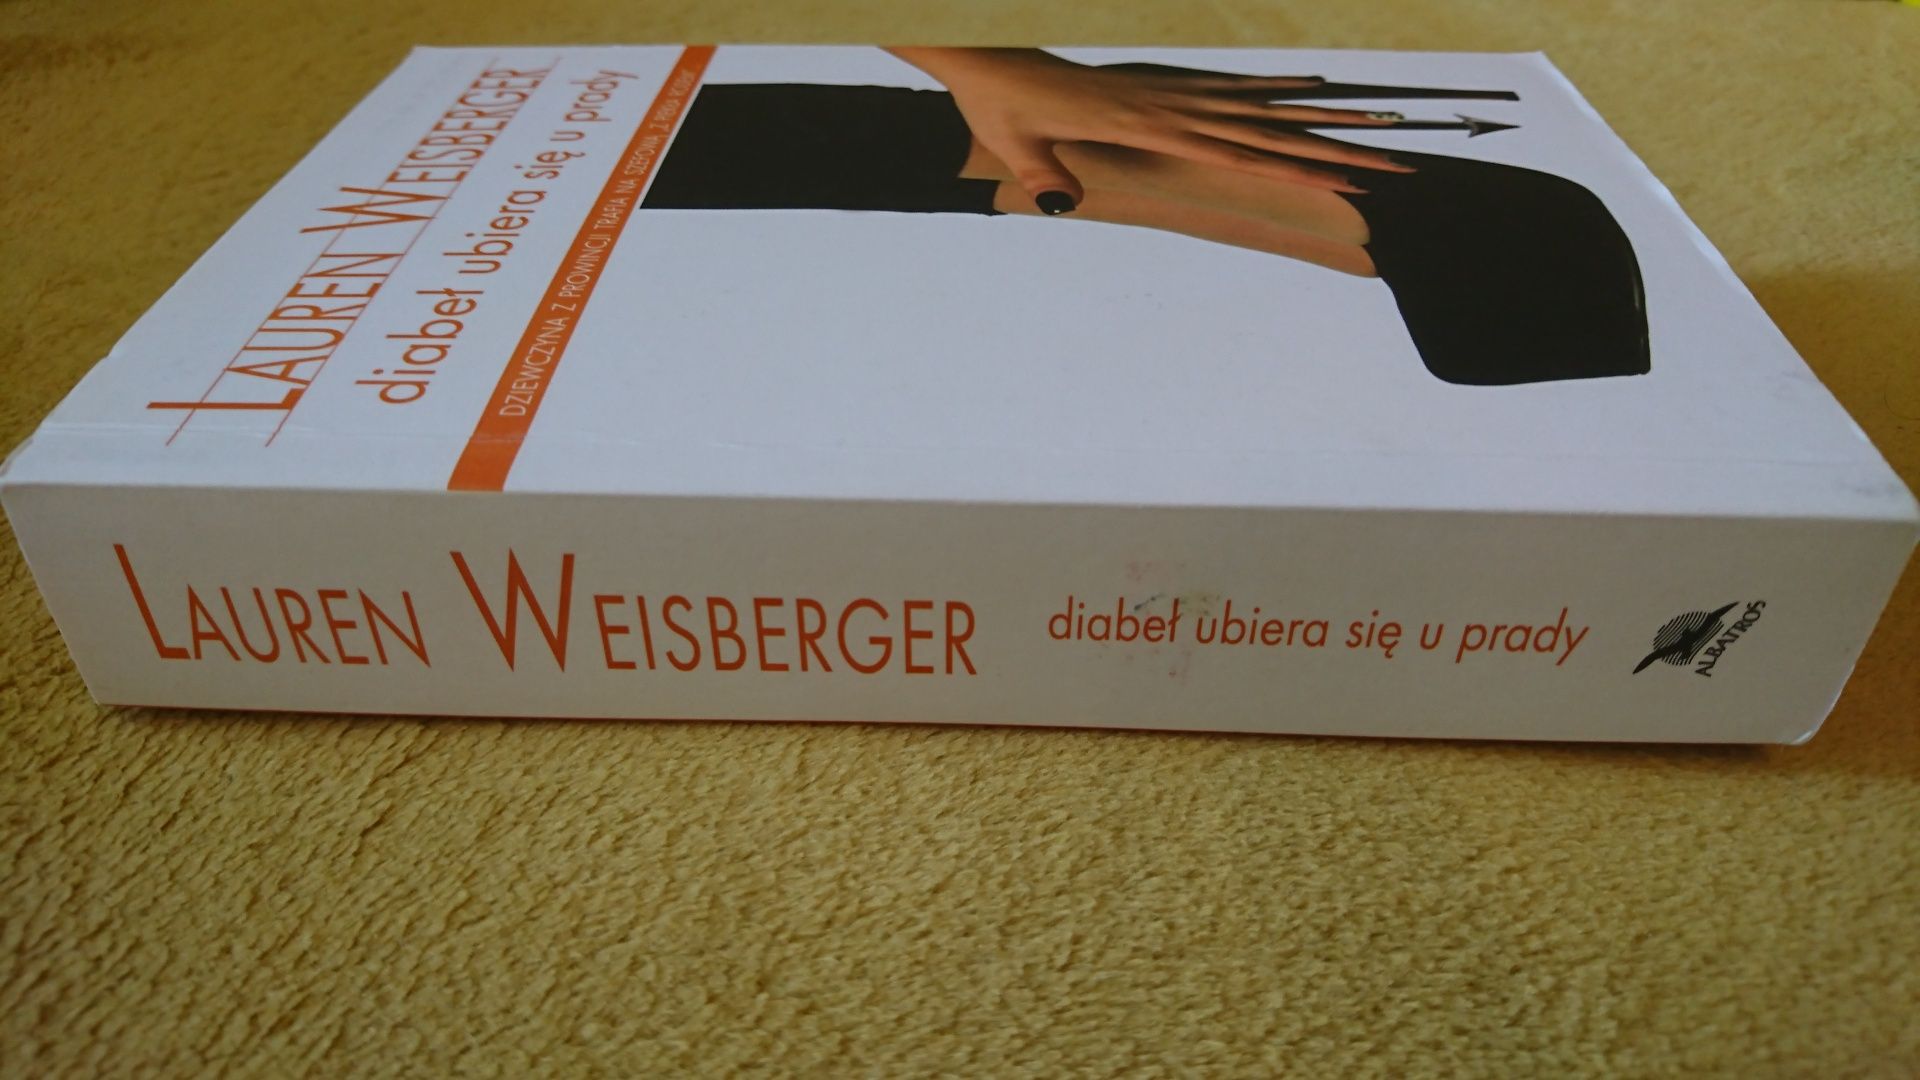 LAUREN WEISBERGER
diabeł ubiera się u prady
DZIEWCZYNA Z PROWINCJI TRAFIA NA SZEFOWĄ „Z PIEKŁA RODEM”
LAUREN WEISBERGER
diabeł ubiera się u prady
ALBATROS